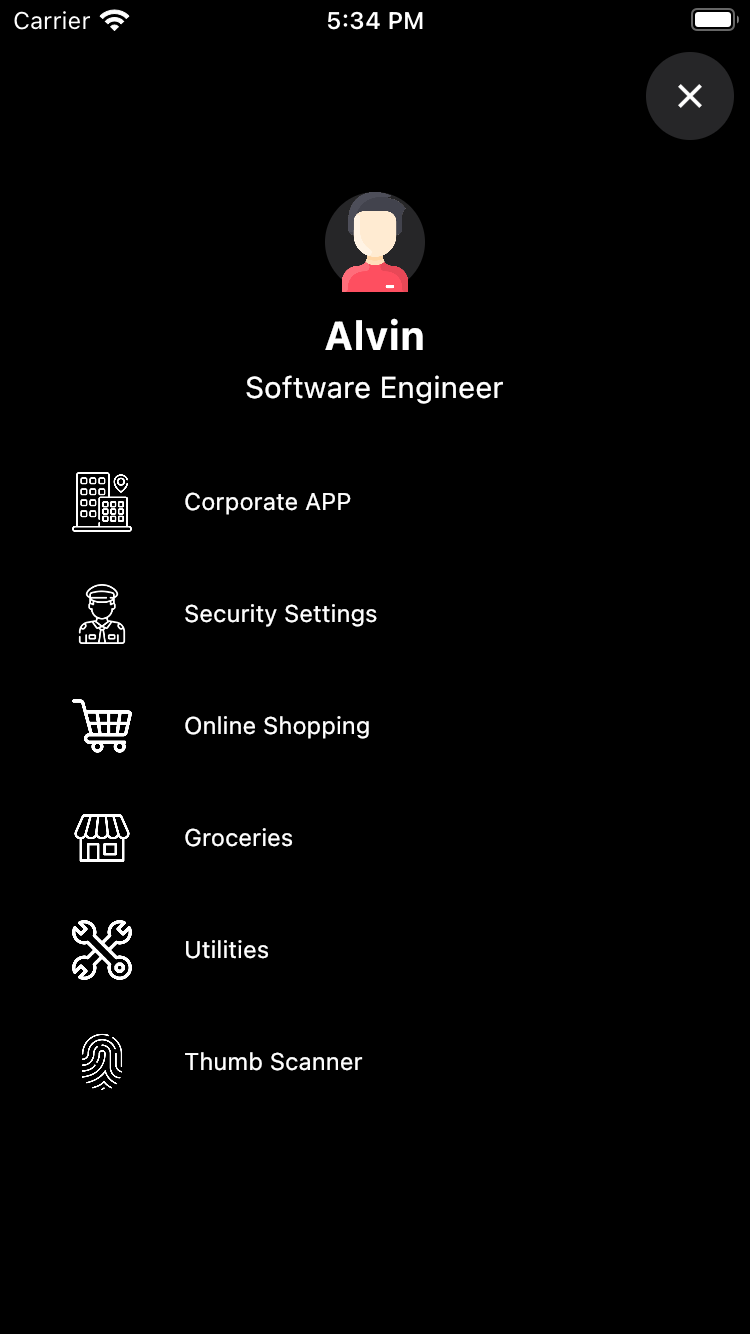 Carrier 5:34 PM
Alvin
Software Engineer
Corporate APP
Security Settings
Online Shopping
Groceries
Utilities
Thumb Scanner